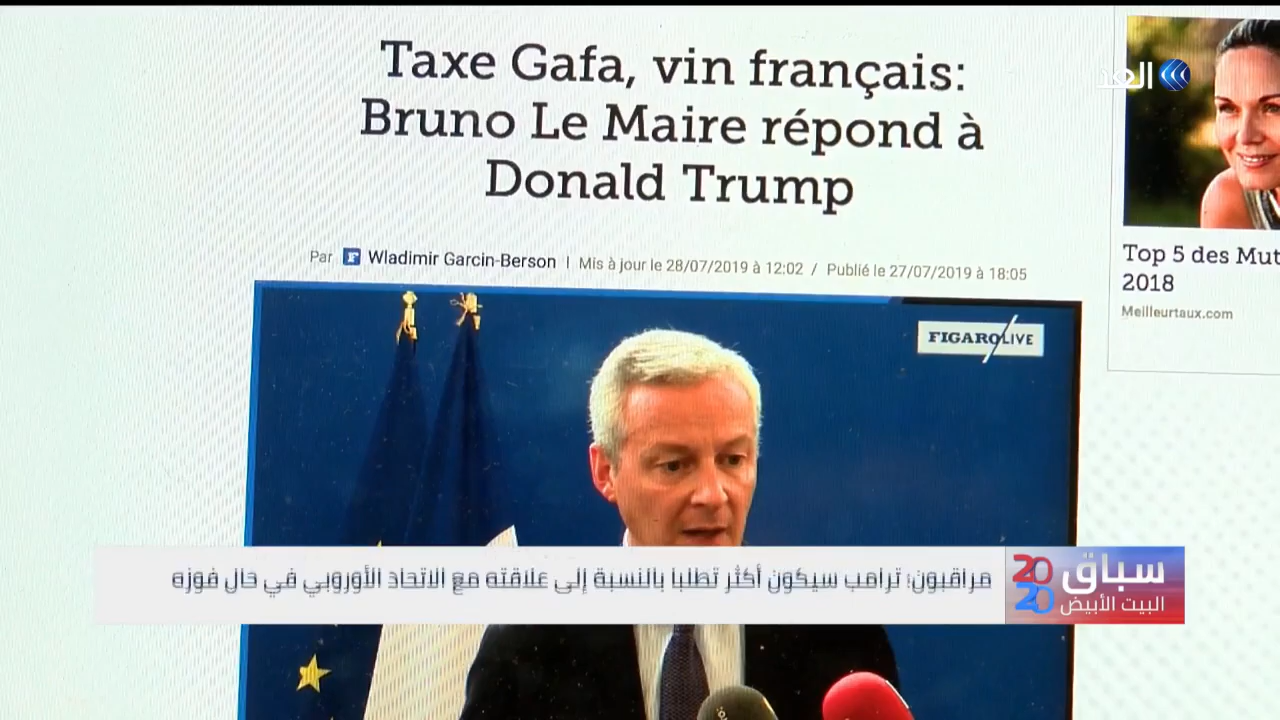 Taxe Gafa, vin français:
Bruno Le Maire répond à
Donald Trump
الغد
Par F Wladimir Garcin-Berson | Mis à jour le 28/07/2019 à 12:02 / Publié le 27/07/2019 à 18:05
Top 5 des Mut
2018
Meilleurtaux.com
FIGAROLIVE
سباق 2020
البيت الأبيض
مراقبون: ترامب سيكون أكثر تطلبا بالنسبة إلى علاقته مع الاتحاد الأوروبي في حال فوزه